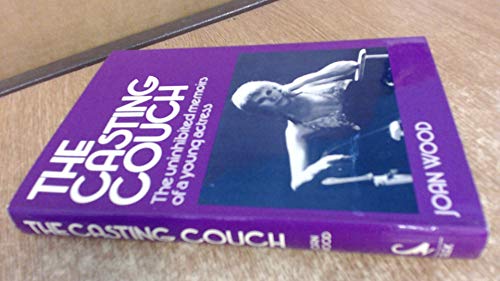 THE
CASTING
COUCH
The uninhibited memoirs
of a young actress
JOAN WOOD
THE CASTING COUCH
JOAN
WOOD